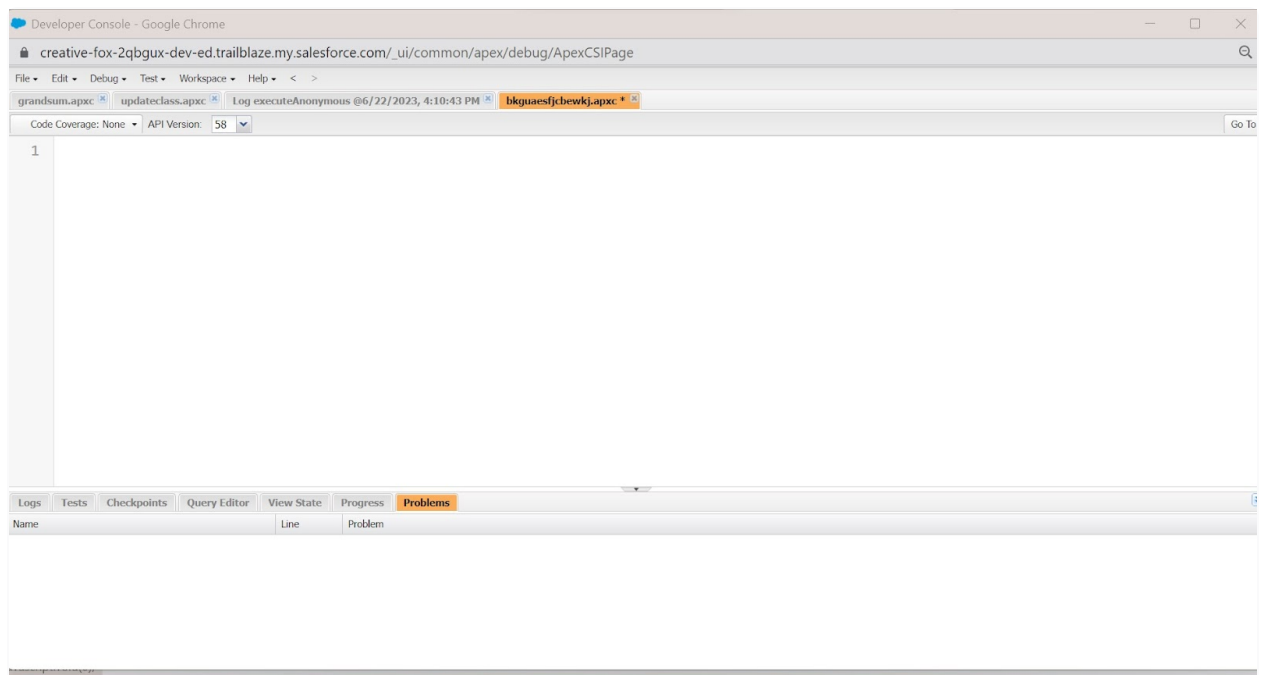 Developer Console - Google Chrome
creative-fox-2qbgux-dev-ed.trailblaze.my.salesforce.com/_ui/common/apex/debug/ApexCSIPage
File Edit Debug Test Workspace Help < >
grandsum.apxc updateclass.apxc Log executeAnonymous @6/22/2023, 4:10:43 PM bkguaesfjcbewkj.apxc *
Code Coverage: None API Version: 58 Go To
1
Logs Tests Checkpoints Query Editor View State Progress Problems
Name Line Problem